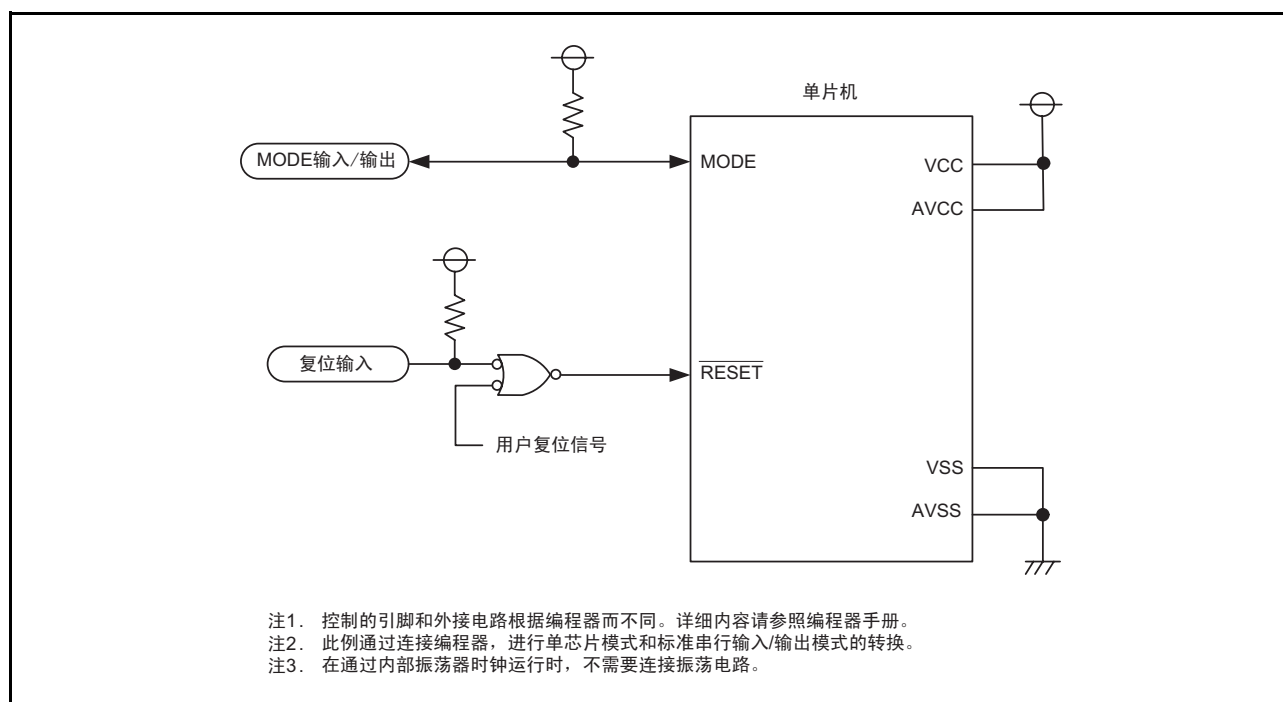 单片机
MODE输入/输出
MODE
VCC
AVCC
复位输入
RESET
用户复位信号
VSS
AVSS
注1. 控制的引脚和外接电路根据编程器而不同。详细内容请参照编程器手册。
注2. 此例通过连接编程器，进行单芯片模式和标准串行输入/输出模式的转换。
注3. 在通过内部振荡器时钟运行时，不需要连接振荡电路。